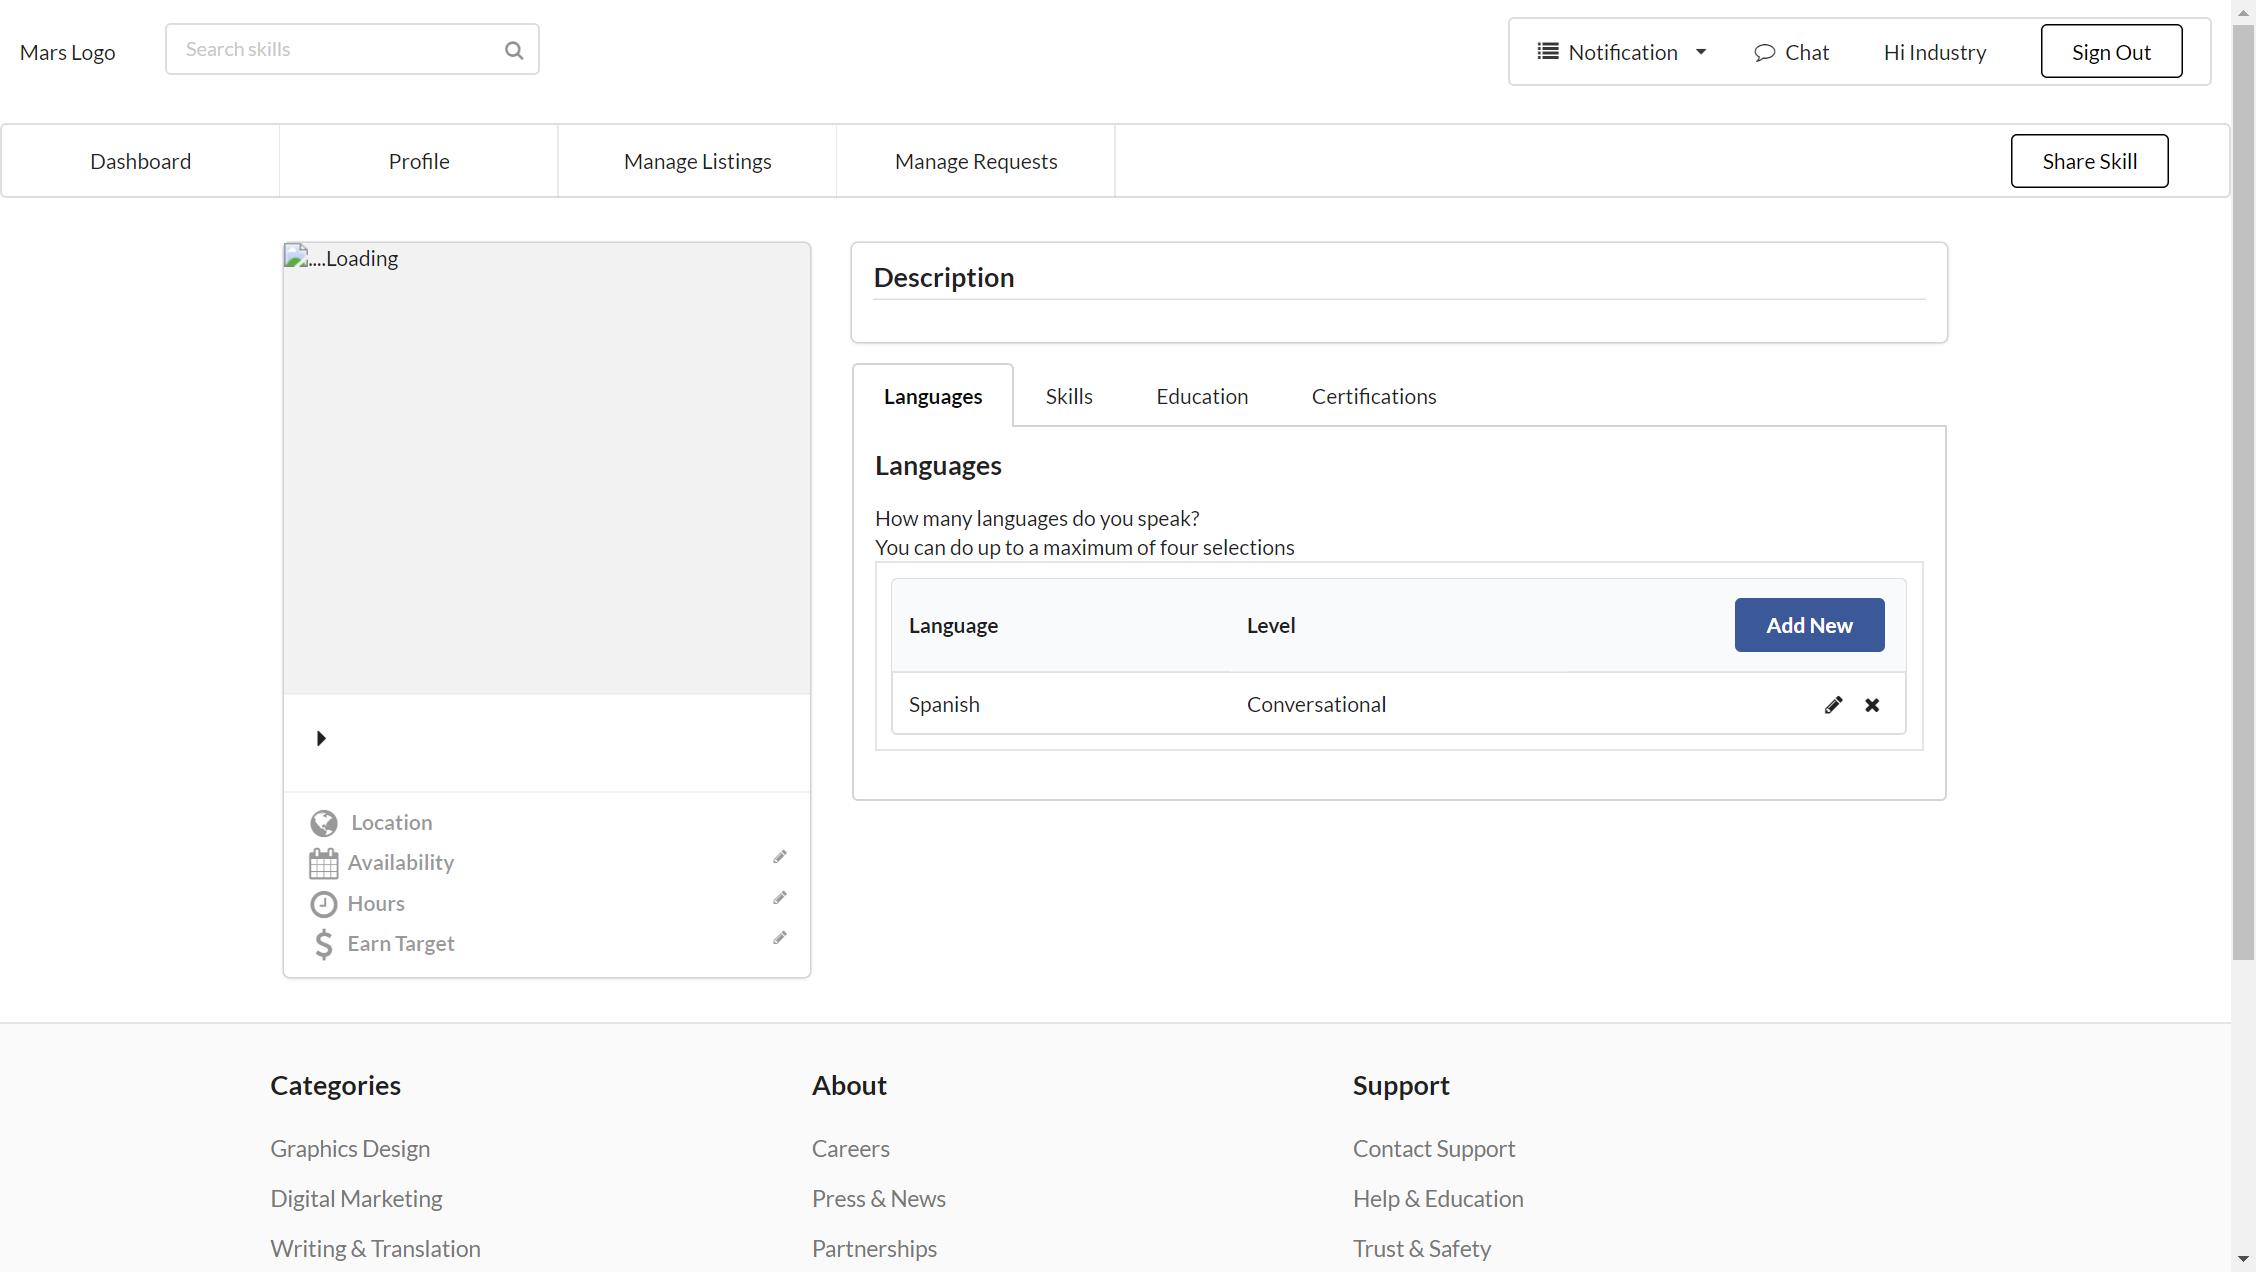 Mars Logo
Search skills
Notification
Chat
Hi Industry
Sign Out
Dashboard
Profile
Manage Listings
Manage Requests
Share Skill
....Loading
Location
Availability
Hours
Earn Target
Description
Languages
Skills
Education
Certifications
Languages
How many languages do you speak?
You can do up to a maximum of four selections
Language
Level
Add New
Spanish
Conversational
Categories
Graphics Design
Digital Marketing
Writing & Translation
About
Careers
Press & News
Partnerships
Support
Contact Support
Help & Education
Trust & Safety